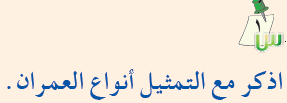 س١
اذكر مع التمثيل أنواع العمران .